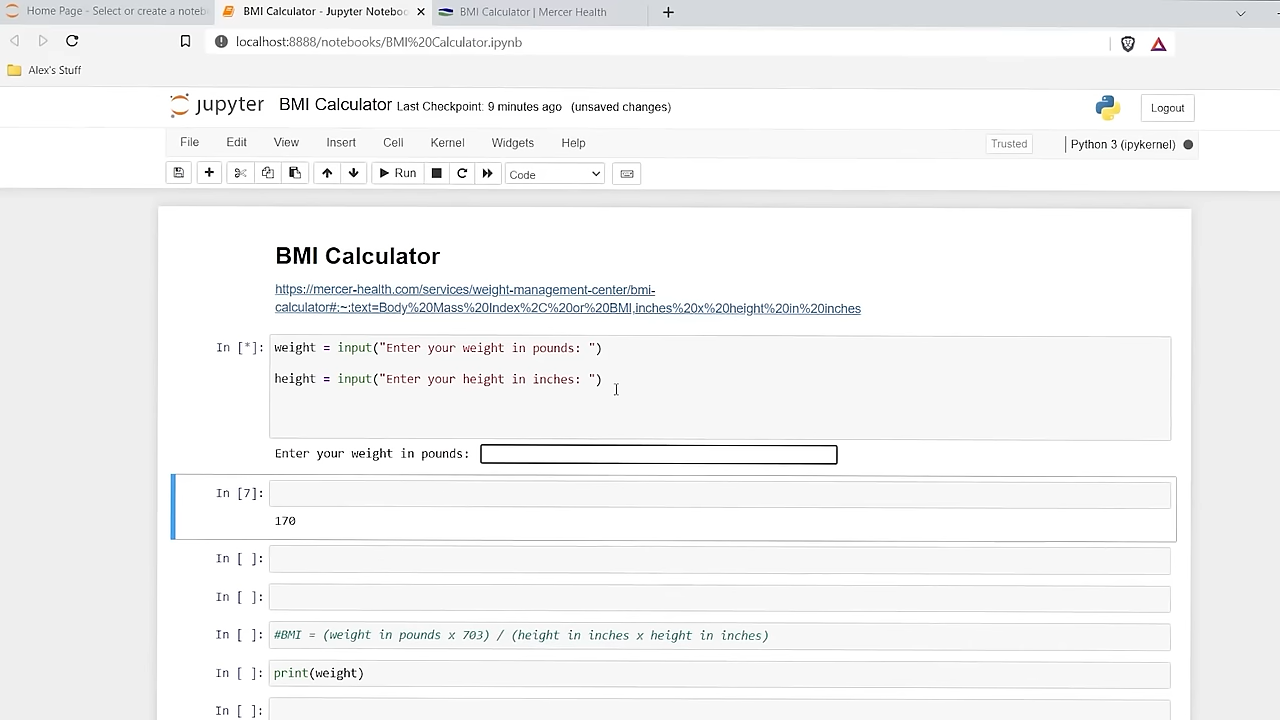 Home Page - Select or create a noteb
BMI Calculator - Jupyter Noteboo
BMI Calculator | Mercer Health
localhost:8888/notebooks/BMI%20Calculator.ipynb
Alex's Stuff
jupyter BMI Calculator Last Checkpoint: 9 minutes ago (unsaved changes)
Logout
File Edit View Insert Cell Kernel Widgets Help
Trusted
Python 3 (ipykernel)
Run
Code
BMI Calculator
https://mercer-health.com/services/weight-management-center/bmi-
calculator#:~:text=Body%20Mass%20Index%2C%20or%20BMI,inches%20x%20height%20in%20inches
In [*]: weight = input("Enter your weight in pounds: ")
height = input("Enter your height in inches: ")
Enter your weight in pounds:
In [7]:
170
In [ ]:
In [ ]:
In [ ]: #BMI = (weight in pounds x 703) / (height in inches x height in inches)
In [ ]: print(weight)
In [ ]: